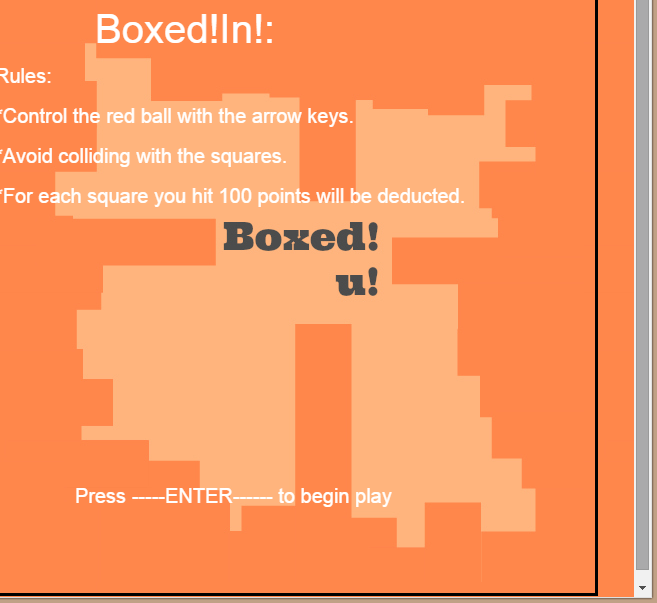 Boxed!In!:
Rules:
*Control the red ball with the arrow keys.
*Avoid colliding with the squares.
*For each square you hit 100 points will be deducted.
Boxed!
u!
Press -----ENTER------ to begin play